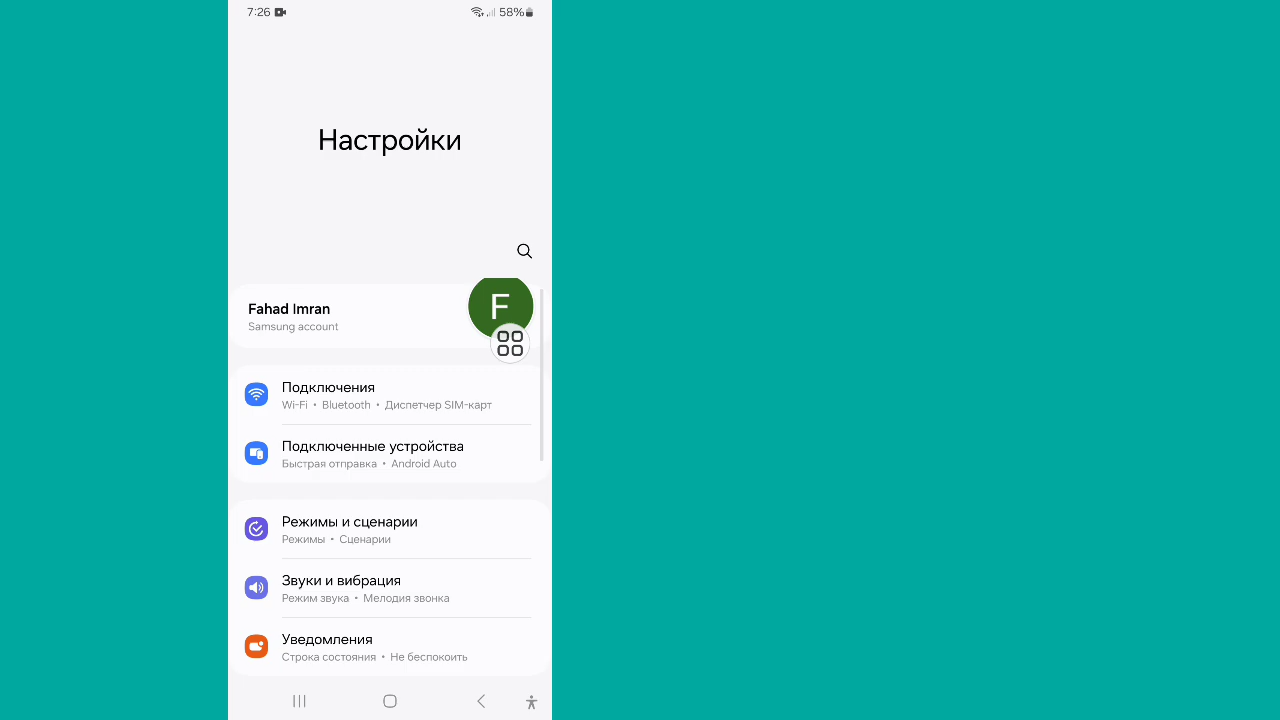 7:26
58%
Настройки
Fahad Imran
Samsung account
F
Подключения
Wi-Fi • Bluetooth • Диспетчер SIM-карт
Подключенные устройства
Быстрая отправка • Android Auto
Режимы и сценарии
Режимы • Сценарии
Звуки и вибрация
Режим звука • Мелодия звонка
Уведомления
Строка состояния • Не беспокоить